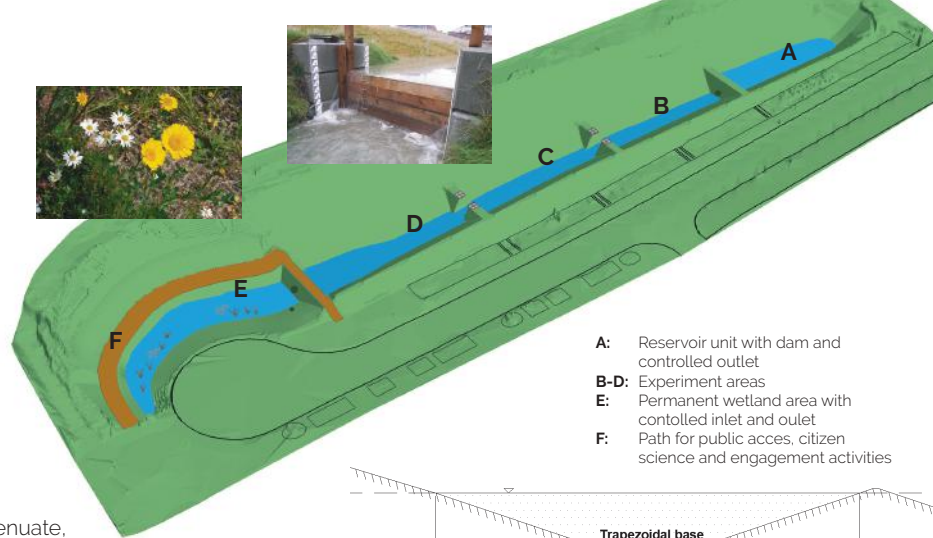 A
B
C
D
E
F
A: Reservoir unit with dam and
controlled outlet
B-D: Experiment areas
E: Permanent wetland area with
contolled inlet and oulet
F: Path for public acces, citizen
science and engagement activities
enuate,
Trapezoidal base